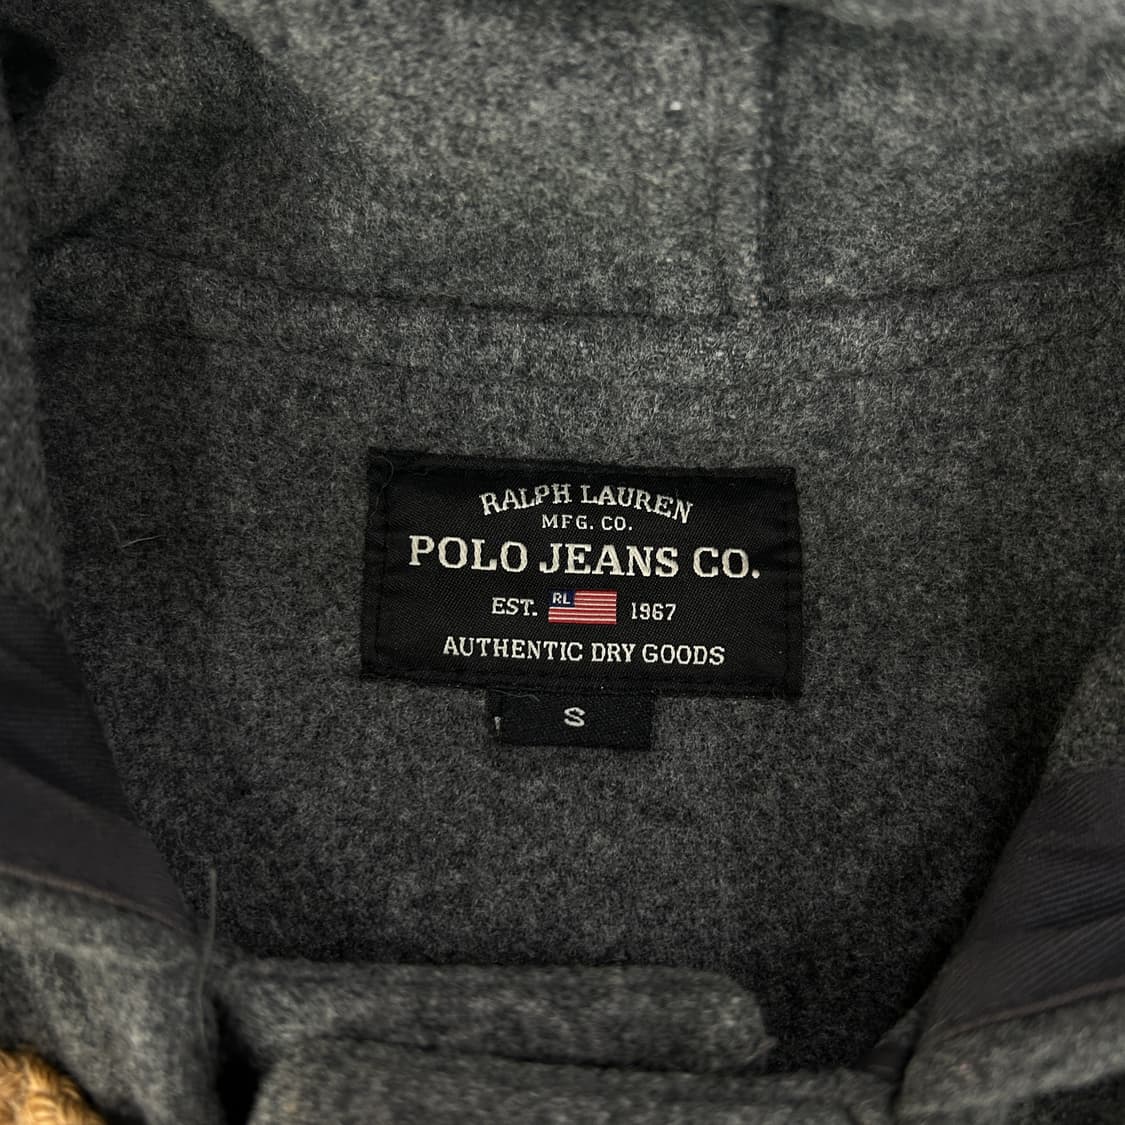 RALPH LAUREN
MFG. CO.
POLO JEANS CO.
EST. RL 1967
AUTHENTIC DRY GOODS
S